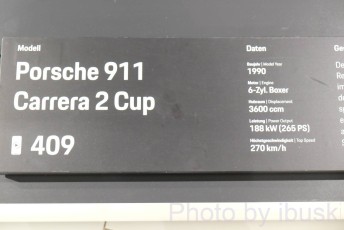 Modell
Porsche 911
Carrera 2 Cup
409
Daten
Baujahr | Model Year
1990
Motor | Engine
6-Zyl. Boxer
Hubraum | Displacement
3600 ccm
Leistung | Power Output
188 kW (265 PS)
Höchstgeschwindigkeit | Top Speed
270 km/h
Photo by ibuski